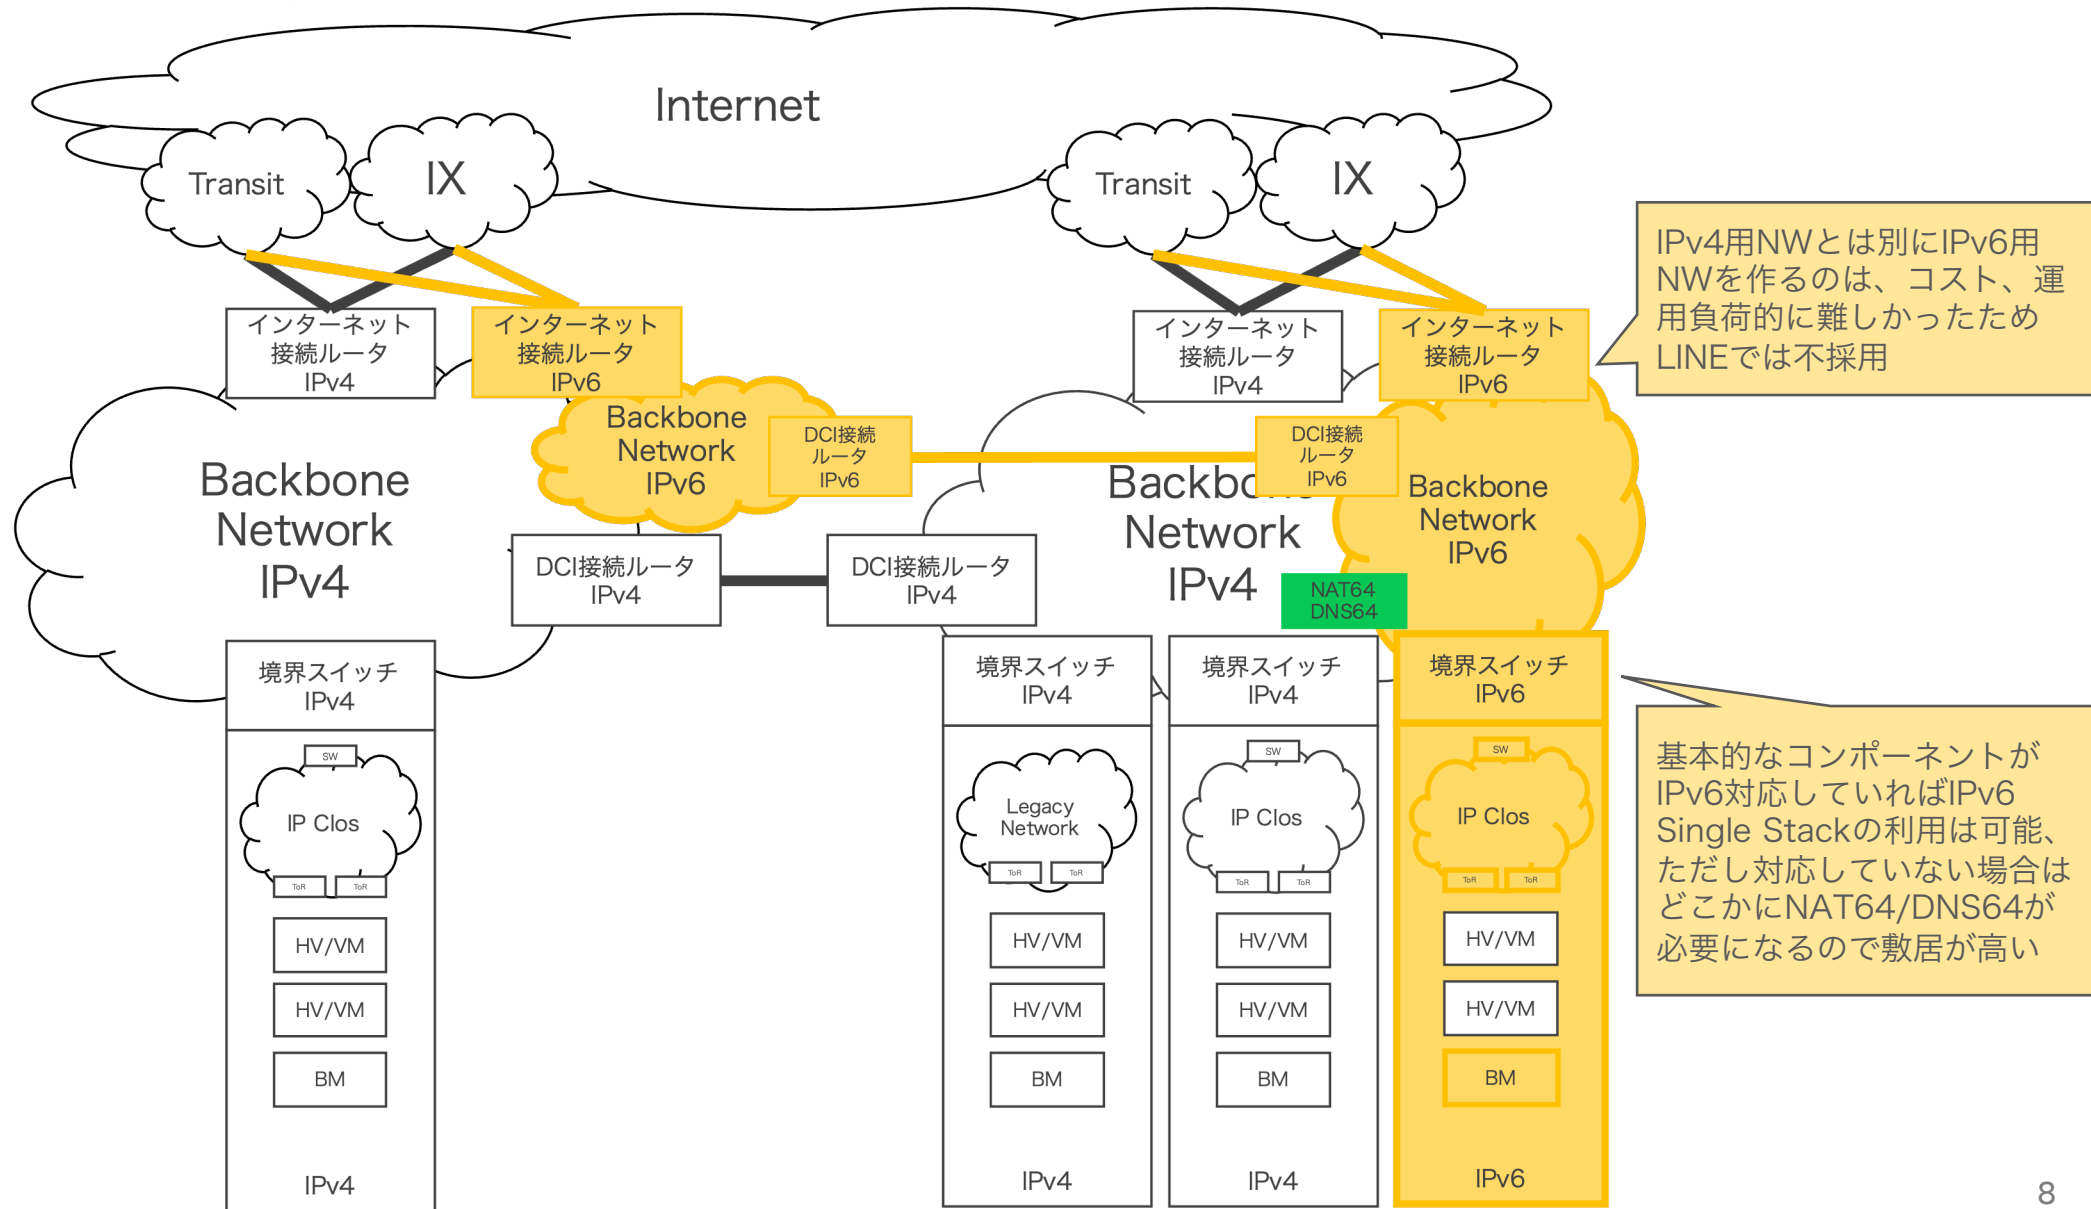 Internet
Transit
IX
Transit
IX
インターネット
接続ルータ
IPv4
インターネット
接続ルータ
IPv6
インターネット
接続ルータ
IPv4
インターネット
接続ルータ
IPv6
IPv4用NWとは別にIPv6用
NWを作るのは、コスト、運
用負荷的に難しかったため
LINEでは不採用
Backbone
Network
IPv4
Backbone
Network
IPv6
DCI接続
ルータ
IPv6
DCI接続
ルータ
IPv6
Backbo
Network
IPv4
Backbone
Network
IPv6
DCI接続ルータ
IPv4
DCI接続ルータ
IPv4
NAT64
DNS64
境界スイッチ
IPv4
SW
IP Clos
ToR
ToR
HV/VM
HV/VM
BM
IPv4
境界スイッチ
IPv4
Legacy
Network
ToR
ToR
HV/VM
HV/VM
BM
IPv4
境界スイッチ
IPv4
SW
IP Clos
ToR
ToR
HV/VM
HV/VM
BM
IPv4
境界スイッチ
IPv6
SW
IP Clos
ToR
ToR
HV/VM
HV/VM
BM
IPv6
基本的なコンポーネントが
IPv6対応していればIPv6
Single Stackの利用は可能、
ただし対応していない場合は
どこかにNAT64/DNS64が
必要になるので敷居が高い
8